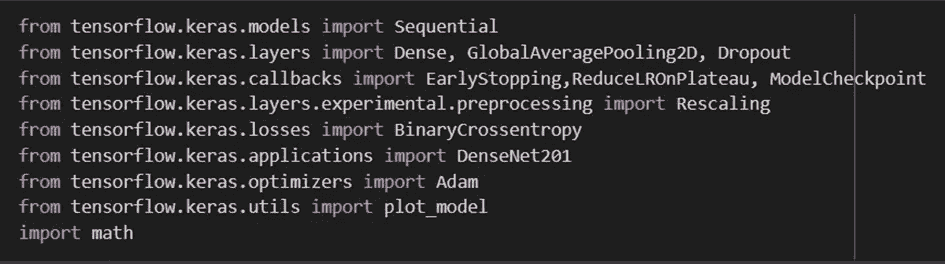 from tensorflow.keras.models import Sequential
from tensorflow.keras.layers import Dense, GlobalAveragePooling2D, Dropout
from tensorflow.keras.callbacks import EarlyStopping,ReduceLROnPlateau, ModelCheckpoint
from tensorflow.keras.layers.experimental.preprocessing import Rescaling
from tensorflow.keras.losses import BinaryCrossentropy
from tensorflow.keras.applications import DenseNet201
from tensorflow.keras.optimizers import Adam
from tensorflow.keras.utils import plot_model
import math